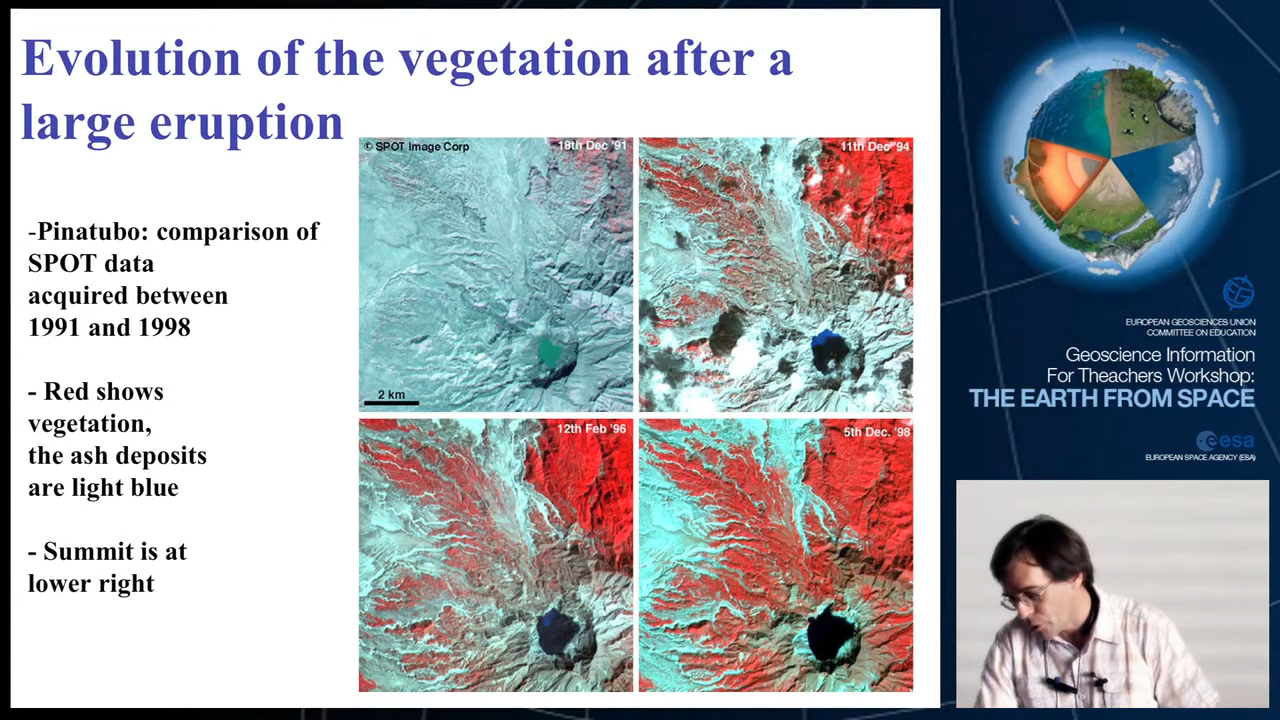 Evolution of the vegetation after a
large eruption
© SPOT Image Corp
18th Dec '91
11th Dec '94
-Pinatubo: comparison of
SPOT data
acquired between
1991 and 1998
- Red shows
vegetation,
the ash deposits
are light blue
- Summit is at
lower right
2 km
12th Feb '96
5th Dec. '98
EUROPEAN GEOSCIENCES UNION
COMMITTEE ON EDUCATION
Geoscience Information
For Theachers Workshop:
THE EARTH FROM SPACE
esa
EUROPEAN SPACE AGENCY (ESA)